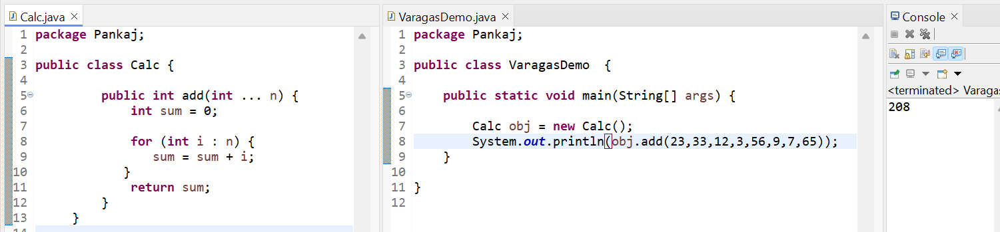 Calc.java
1 package Pankaj;
2
3 public class Calc {
4
5 public int add(int ... n) {
6 int sum = 0;
7
8 for (int i : n) {
9 sum = sum + i;
10 }
11 return sum;
12 }
13 }
14
VaragasDemo.java
1 package Pankaj;
2
3 public class VaragasDemo  {
4
5 public static void main(String[] args) {
6
7 Calc obj = new Calc();
8 System.out.println(obj.add(23,33,12,3,56,9,7,65));
9 }
10
11 }
12
Console
<terminated> Varagas
208